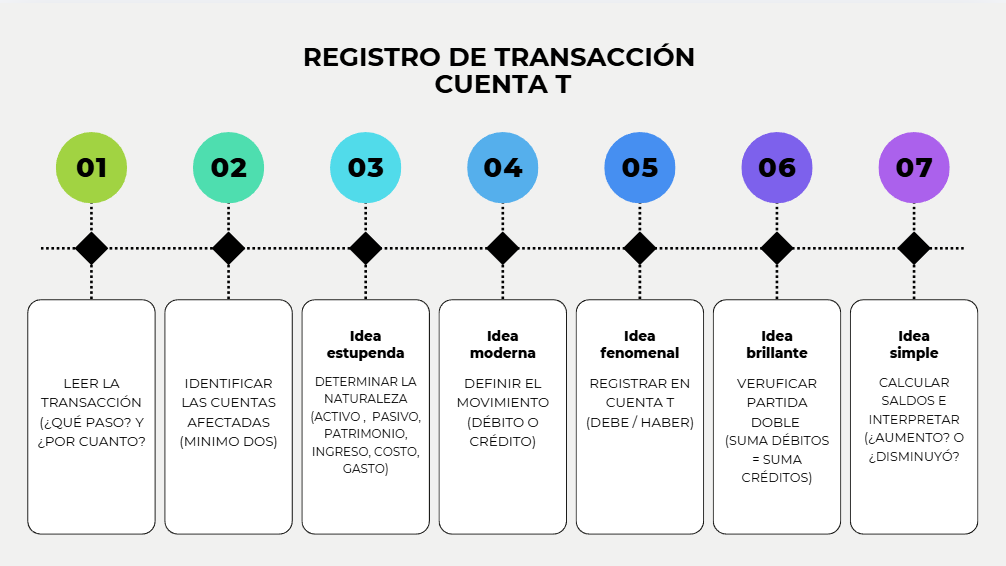 REGISTRO DE TRANSACCIÓN
CUENTA T
01
02
03
04
05
06
07
LEER LA
TRANSACCIÓN
(¿QUÉ PASO? Y
¿POR CUANTO?
IDENTIFICAR
LAS CUENTAS
AFECTADAS
(MINIMO DOS)
Idea
estupenda
DETERMINAR LA
NATURALEZA
(ACTIVO , PASIVO,
PATRIMONIO,
INGRESO, COSTO,
GASTO)
Idea
moderna
DEFINIR EL
MOVIMIENTO
(DÉBITO O
CRÉDITO)
Idea
fenomenal
REGISTRAR EN
CUENTA T
(DEBE / HABER)
Idea
brillante
VERUFICAR
PARTIDA
DOBLE
(SUMA DÉBITOS
= SUMA
CRÉDITOS)
Idea
simple
CALCULAR
SALDOS E
INTERPRETAR
(¿AUMENTO? O
¿DISMINUYÓ?